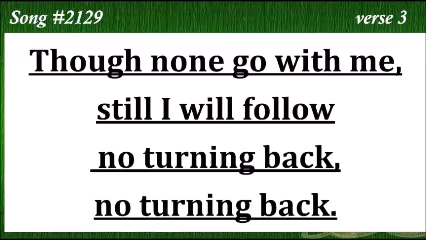 Song #2129 verse 3
Though none go with me,
still I will follow
no turning back,
no turning back.